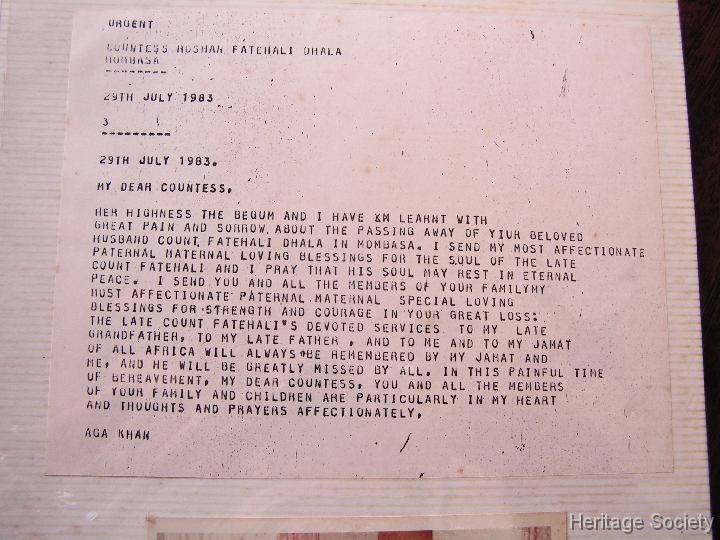 URGENT
COUNTESS ROSHAN FATEHALI DHALA
MOMBASA
---------
29TH JULY 1983
3
---------
29TH JULY 1983.
MY DEAR COUNTESS,
HER HIGHNESS THE BEGUM AND I HAVE XN LEARNT WITH
GREAT PAIN AND SORROW ABOUT THE PASSING AWAY OF YIUR BELOVED
HUSBAND COUNT FATEHALI DHALA IN MOMBASA. I SEND MY MOST AFFECTIONATE
PATERNAL MATERNAL LOVING BLESSINGS FOR THE SOUL OF THE LATE
COUNT FATEHALI AND I PRAY THAT HIS SOUL MAY REST IN ETERNAL
PEACE. I SEND YOU AND ALL THE MEMBERS OF YOUR FAMILYMY
MOST AFFECTIONATE PATERNAL MATERNAL SPECIAL LOVING
BLESSINGS FOR STRENGTH AND COURAGE IN YOUR GREAT LOSS:
THE LATE COUNT FATEHALI"S DEVOTED SERVICES TO MY LATE
GRANDFATHER, TO MY LATE FATHER , AND TO ME AND TO MY JAMAT
OF ALL AFRICA WILL ALWAYS BE REMEMBERED BY MY JAMAT AND
ME, AND HE WILL BE GREATLY MISSED BY ALL. IN THIS PAINFUL TIME
OF BEREAVEMENT, MY DEAR COUNTESS, YOU AND ALL THE MEMBERS
OF YOUR FAMILY AND CHILDREN ARE PARTICULARLY IN MY HEART
AND THOUGHTS AND PRAYERS AFFECTIONATELY,
AGA KHAN
Heritage Society